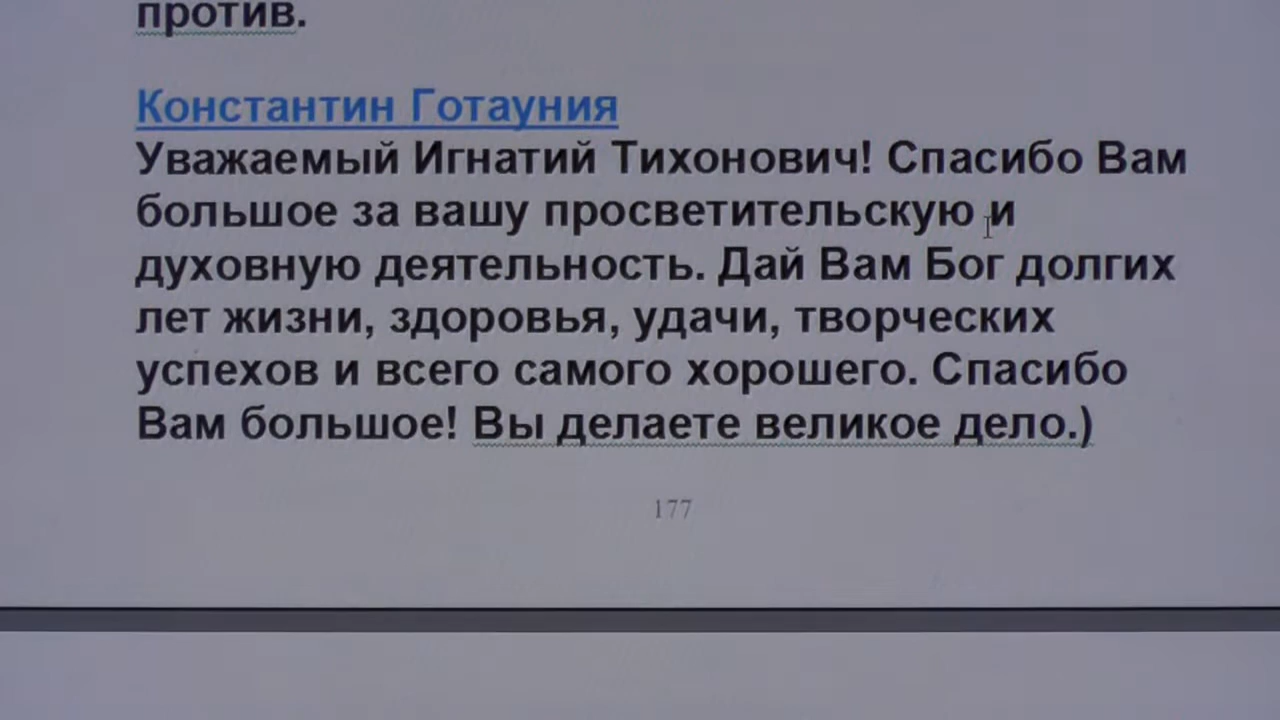 против.
Константин Готауния
Уважаемый Игнатий Тихонович! Спасибо Вам
большое за вашу просветительскую и
духовную деятельность. Дай Вам Бог долгих
лет жизни, здоровья, удачи, творческих
успехов и всего самого хорошего. Спасибо
Вам большое! Вы делаете великое дело.)
177